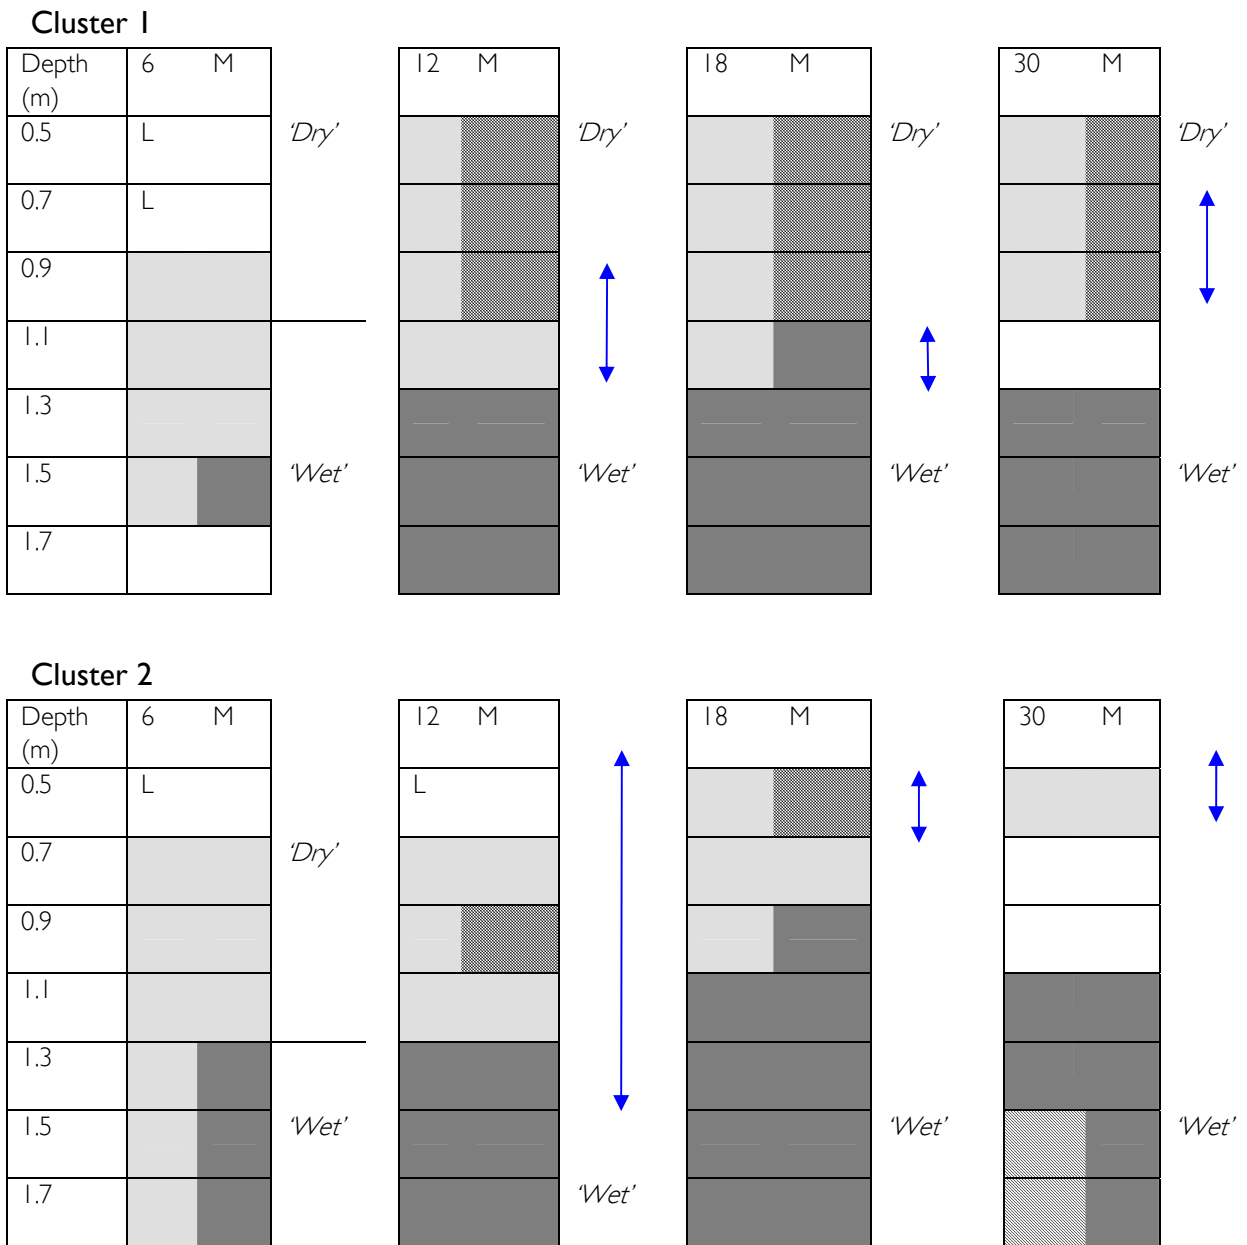 Cluster 1
Depth (m) 6 M 12 M 18 M 30 M
0.5 L 'Dry' 'Dry' 'Dry' 'Dry'
0.7 L
0.9
1.1
1.3
1.5 'Wet' 'Wet' 'Wet' 'Wet'
1.7
Cluster 2
Depth (m) 6 M 12 M 18 M 30 M
0.5 L L
0.7 'Dry'
0.9
1.1
1.3
1.5 'Wet' 'Wet' 'Wet'
1.7 'Wet'